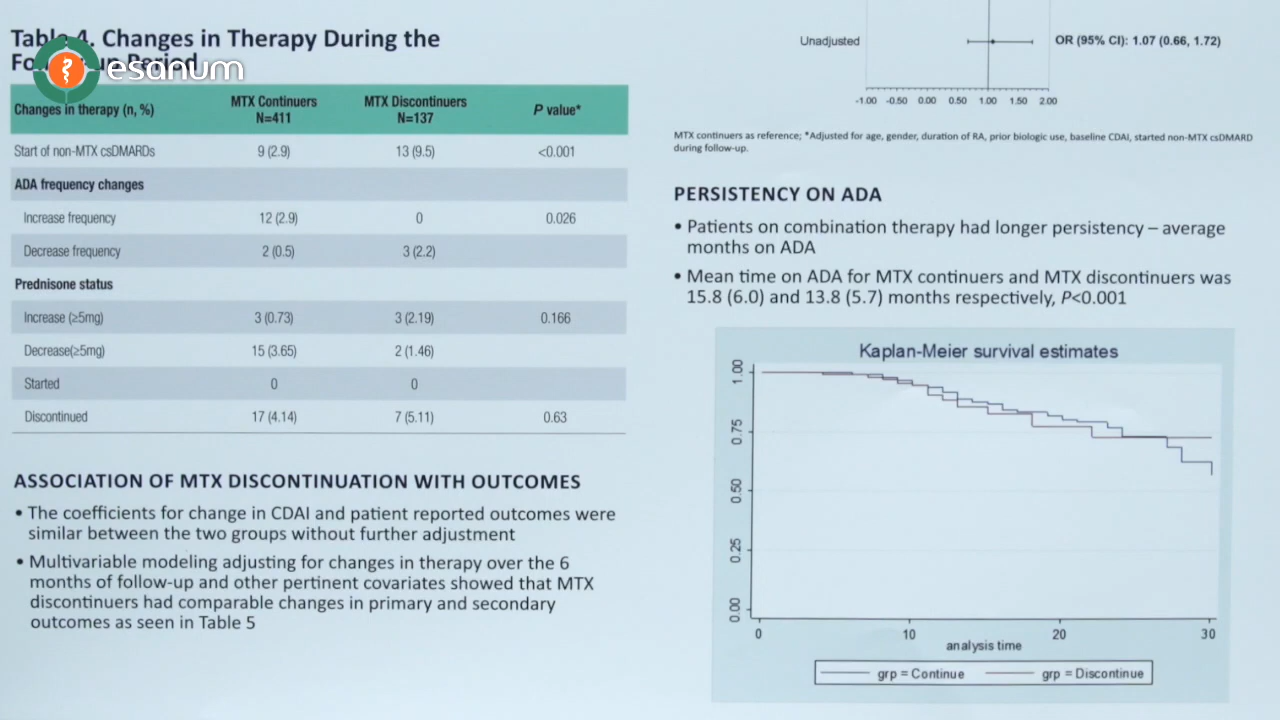 Table 4. Changes in Therapy During the
Follow-up Period
esanum
Changes in therapy (n, %) MTX Continuers N=411 MTX Discontinuers N=137 P value*
Start of non-MTX csDMARDs 9 (2.9) 13 (9.5) <0.001
ADA frequency changes
Increase frequency 12 (2.9) 0 0.026
Decrease frequency 2 (0.5) 3 (2.2)
Prednisone status
Increase (≥5mg) 3 (0.73) 3 (2.19) 0.166
Decrease(≥5mg) 15 (3.65) 2 (1.46)
Started 0 0
Discontinued 17 (4.14) 7 (5.11) 0.63
ASSOCIATION OF MTX DISCONTINUATION WITH OUTCOMES
• The coefficients for change in CDAI and patient reported outcomes were
similar between the two groups without further adjustment
• Multivariable modeling adjusting for changes in therapy over the 6
months of follow-up and other pertinent covariates showed that MTX
discontinuers had comparable changes in primary and secondary
outcomes as seen in Table 5
Unadjusted OR (95% CI): 1.07 (0.66, 1.72)
-1.00 -0.50 0.00 0.50 1.00 1.50 2.00
MTX continuers as reference; *Adjusted for age, gender, duration of RA, prior biologic use, baseline CDAI, started non-MTX csDMARD
during follow-up.
PERSISTENCY ON ADA
• Patients on combination therapy had longer persistency – average
months on ADA
• Mean time on ADA for MTX continuers and MTX discontinuers was
15.8 (6.0) and 13.8 (5.7) months respectively, P<0.001
Kaplan-Meier survival estimates
1.00
0.75
0.50
0.25
0.00
0 10 20 30
analysis time
grp = Continue grp = Discontinue